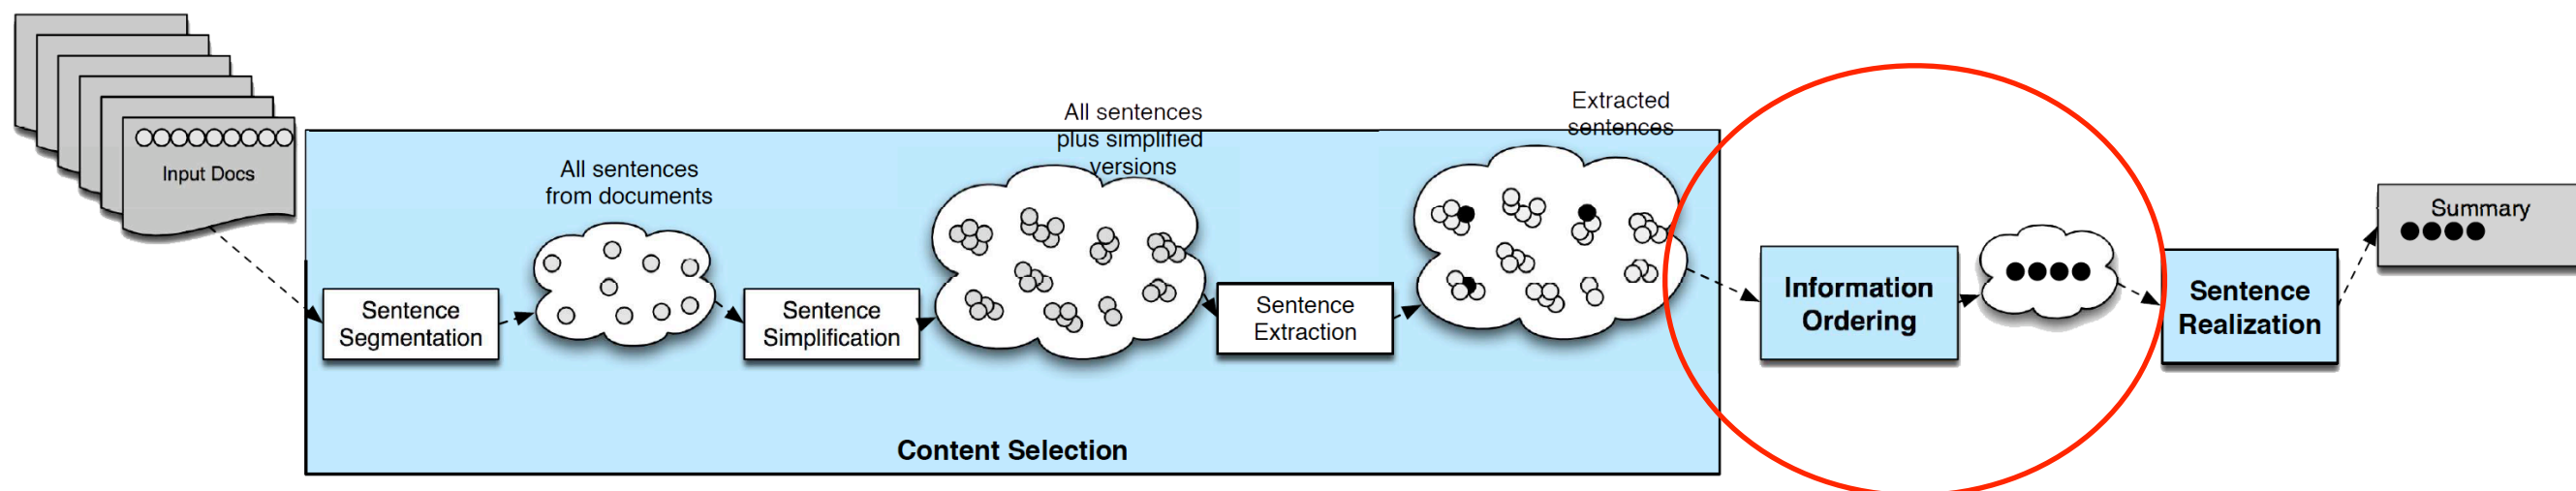 Input Docs
All sentences
from documents
Sentence
Segmentation
Sentence
Simplification
All sentences
plus simplified
versions
Sentence
Extraction
Extracted
sentences
Content Selection
Information
Ordering
Sentence
Realization
Summary